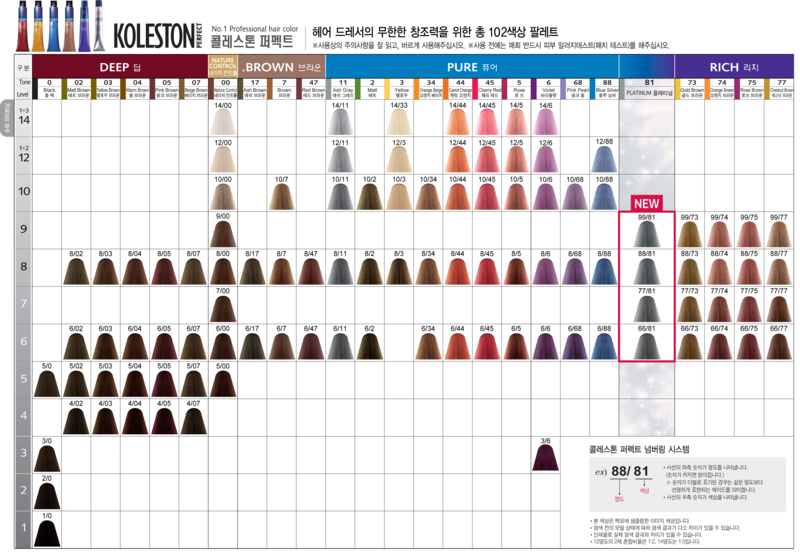 KOLESTON PERFECT
No.1 Professional hair color
콜레스톤 퍼펙트
헤어 드레서의 무한한 창조력을 위한 총 102색상 팔레트
※사용상의 주의사항을 잘 읽고, 바르게 사용해주십시오. ※사용 전에는 매회 반드시 피부 알러지테스트(패치 테스트)를 해주십시오.
구 분 DEEP 딥 NATURE CONTROL 네이처 컨트롤 .BROWN 브라운 PURE 퓨어 RICH 리치
Tone 0 02 03 04 05 07 00 17 7 47 11 2 3 34 44 45 5 6 68 88 81 73 74 75 77
Level Black 블랙 Matt Brown 매트 브라운 Yellow Brown 옐로우 브라운 Warm Brown 웜 브라운 Pink Brown 핑크 브라운 Beige Brown 베이지 브라운 Nature Control 네이처 컨트롤 Ash Brown 애쉬 브라운 Brown 브라운 Red Brown 레드 브라운 Ash Gray 애쉬 그레이 Matt 매트 Yellow 옐로우 Orange Beige 오렌지 베이지 Carrot Orange 캐럿 오렌지 Cherry Red 체리 레드 Rose 로즈 Violet 바이올렛 Pink Pearl 핑크 펄 Blue Silver 블루 실버 PLATINUM 플래티널 Gold Brown 골드 브라운 Orange Brown 오렌지 브라운 Rose Brown 로즈 브라운 Chestnut Brown 체스넛 브라운
1÷3
14 14/00 14/11 14/33 14/44 14/45 14/5 14/6
1÷2
12 12/00 12/11 12/3 12/44 12/45 12/5 12/6 12/88
10 10/00 10/7 10/11 10/2 10/3 10/34 10/44 10/45 10/5 10/6 10/68 10/88
NEW
9 9/00 99/81 99/73 99/74 99/75 99/77
8 8/02 8/03 8/04 8/05 8/07 8/00 8/17 8/7 8/47 8/11 8/2 8/3 8/34 8/44 8/45 8/5 8/6 8/68 8/88 88/81 88/73 88/74 88/75 88/77
7 7/00 77/81 77/73 77/74 77/75 77/77
6 6/02 6/03 6/04 6/05 6/07 6/00 6/17 6/7 6/47 6/11 6/2 6/34 6/44 6/45 6/5 6/6 6/68 6/88 66/81 66/73 66/74 66/75 66/77
5 5/0 5/02 5/03 5/04 5/05 5/07 5/00
4 4/02 4/03 4/04 4/05 4/07
3 3/0 3/6
2 2/0
1 1/0
콜레스톤 퍼펙트 넘버링 시스템
ex) 88/ 81
명도 색상
• 사선의 좌측 숫자가 명도를 나타냅니다.
(숫자가 커지면 밝아집니다.)
※ 숫자가 더블로 표기된 경우는 같은 명도보다
선명하게 표현되는 쉐이드를 의미합니다.
• 사선의 우측 숫자가 색상을 나타냅니다.
• 본 색상은 백모에 샘플링한 이미지 색상입니다.
• 염색 전의 모발 상태에 따라 염색 결과가 다소 차이가 있을 수 있습니다.
• 인쇄물로 실제 염색 결과와 차이가 있을 수 있습니다.
• 12명도의 2제 혼합비율은 1:2, 14명도는 1:3입니다.